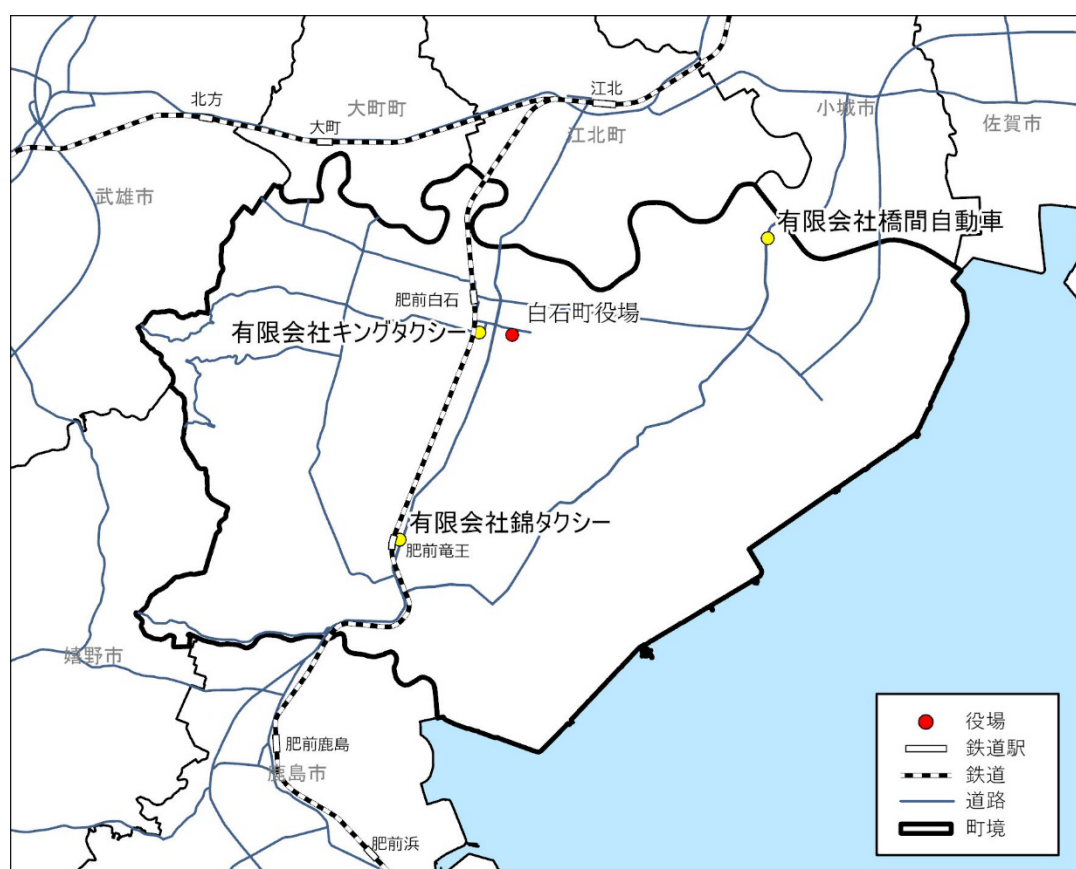 江北
北方
大町町
小城市
大町
江北町
佐賀市
武雄市
有限会社橋間自動車
肥前白石
白石町役場
有限会社キングタクシー
有限会社錦タクシー
肥前竜王
嬉野市
肥前鹿島
鹿島市
肥前浜
役場
鉄道駅
鉄道
道路
町境